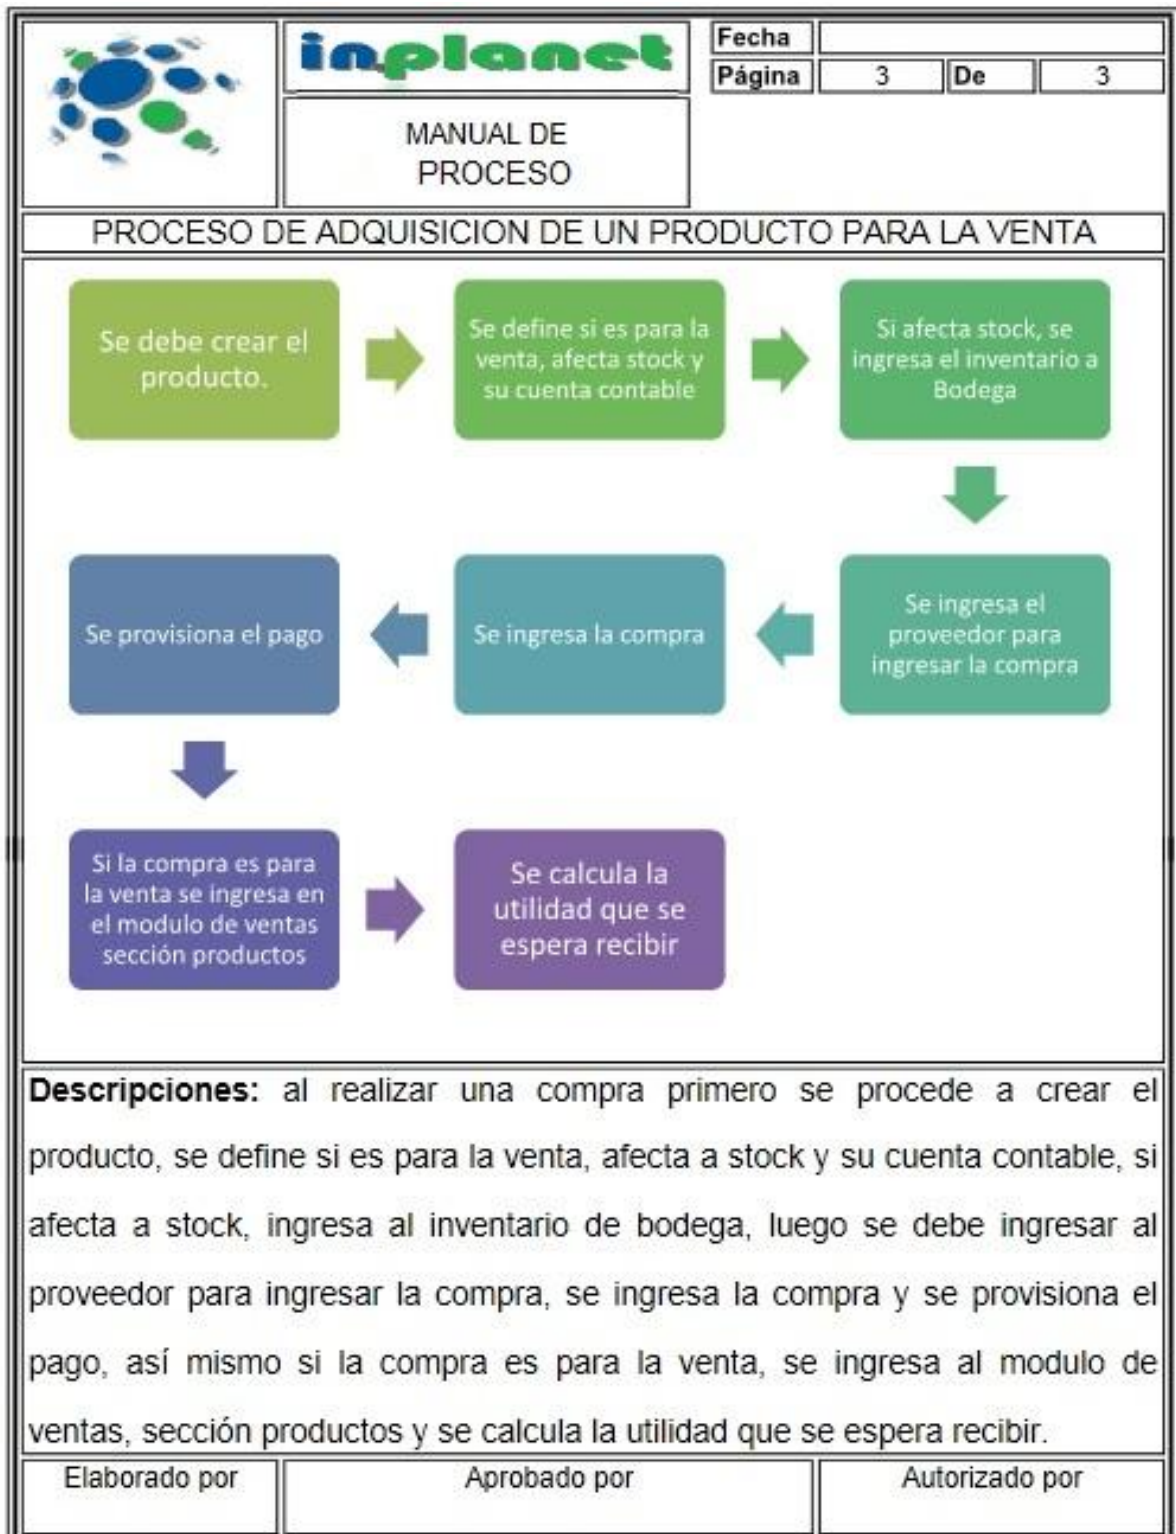 inplanet
Fecha
Página 3 De 3
MANUAL DE
PROCESO
PROCESO DE ADQUISICION DE UN PRODUCTO PARA LA VENTA
Se debe crear el
producto.
Se define si es para la
venta, afecta stock y
su cuenta contable
Si afecta stock, se
ingresa el inventario a
Bodega
Se ingresa el
proveedor para
ingresar la compra
Se ingresa la compra
Se provisiona el pago
Si la compra es para
la venta se ingresa en
el modulo de ventas
sección productos
Se calcula la
utilidad que se
espera recibir
Descripciones: al realizar una compra primero se procede a crear el
producto, se define si es para la venta, afecta a stock y su cuenta contable, si
afecta a stock, ingresa al inventario de bodega, luego se debe ingresar al
proveedor para ingresar la compra, se ingresa la compra y se provisiona el
pago, así mismo si la compra es para la venta, se ingresa al modulo de
ventas, sección productos y se calcula la utilidad que se espera recibir.
Elaborado por
Aprobado por
Autorizado por